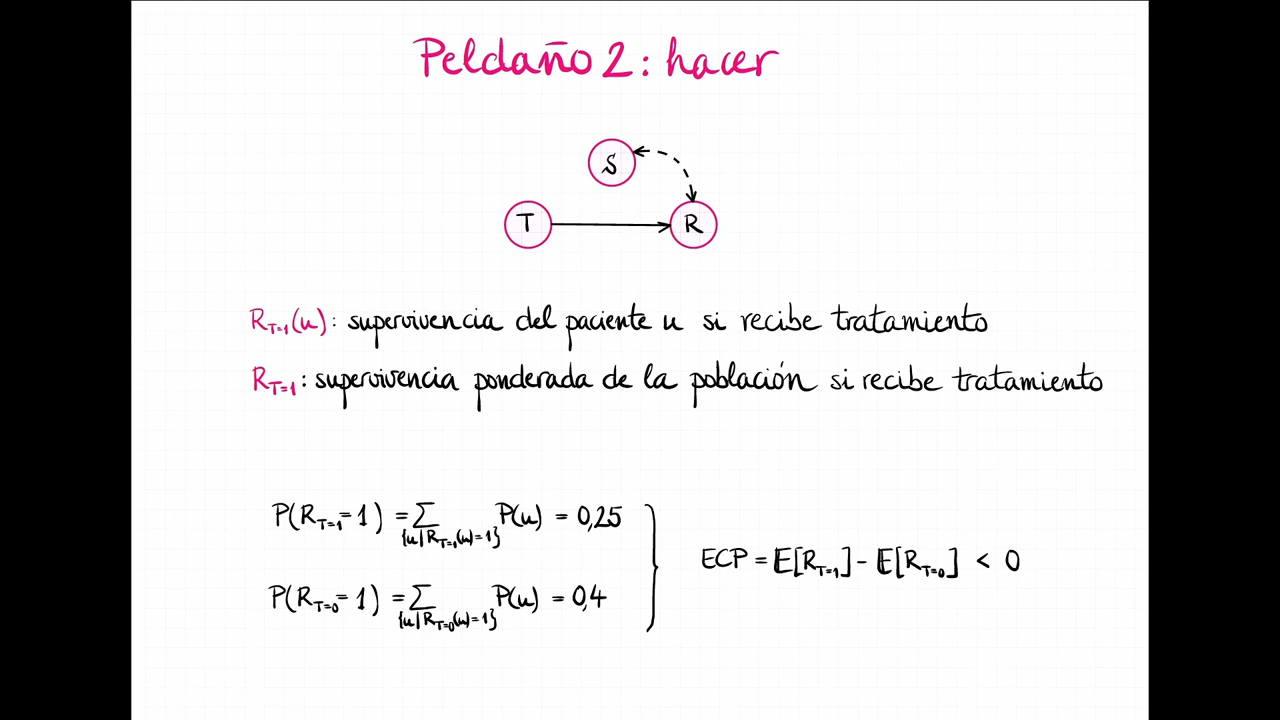 Peldaño 2: hacer
S
T
R
R_{T=1}(u): supervivencia del paciente u si recibe tratamiento
R_{T=1}: supervivencia ponderada de la población si recibe tratamiento
P(R_{T=1}=1) = ∑_{{u|R_{T=1}(u)=1}} P(u) = 0,25
P(R_{T=0}=1) = ∑_{{u|R_{T=0}(u)=1}} P(u) = 0,4
ECP = E[R_{T=1}] - E[R_{T=0}] < 0